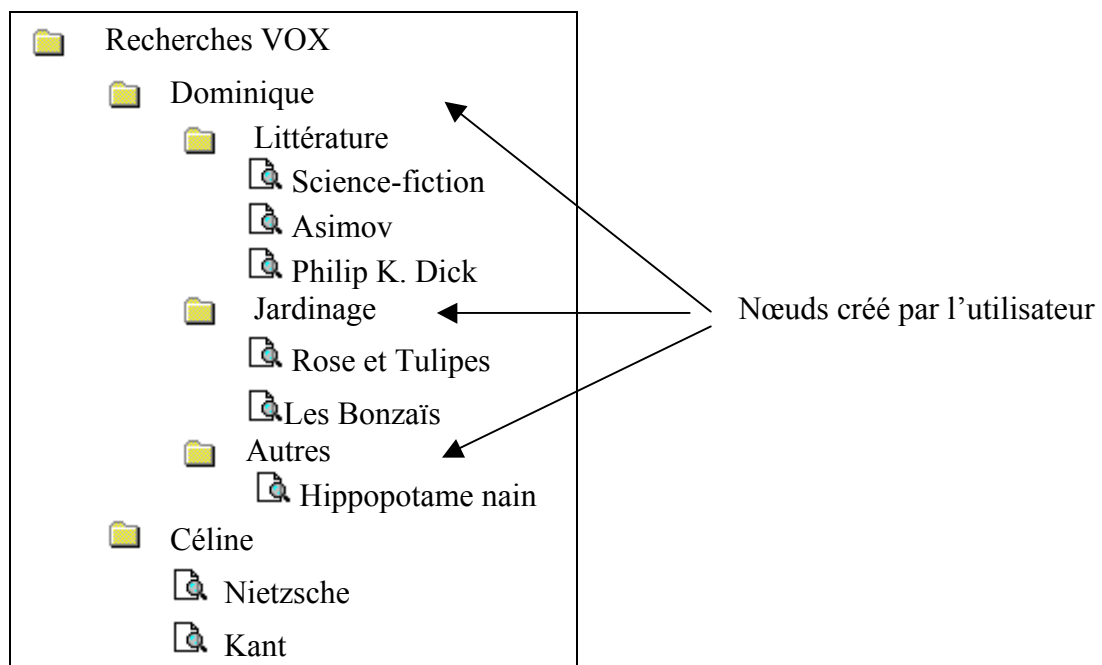 Recherches VOX
Dominique
Littérature
Science-fiction
Asimov
Philip K. Dick
Jardinage
Nœuds créé par l’utilisateur
Rose et Tulipes
Les Bonzaïs
Autres
Hippopotame nain
Céline
Nietzsche
Kant